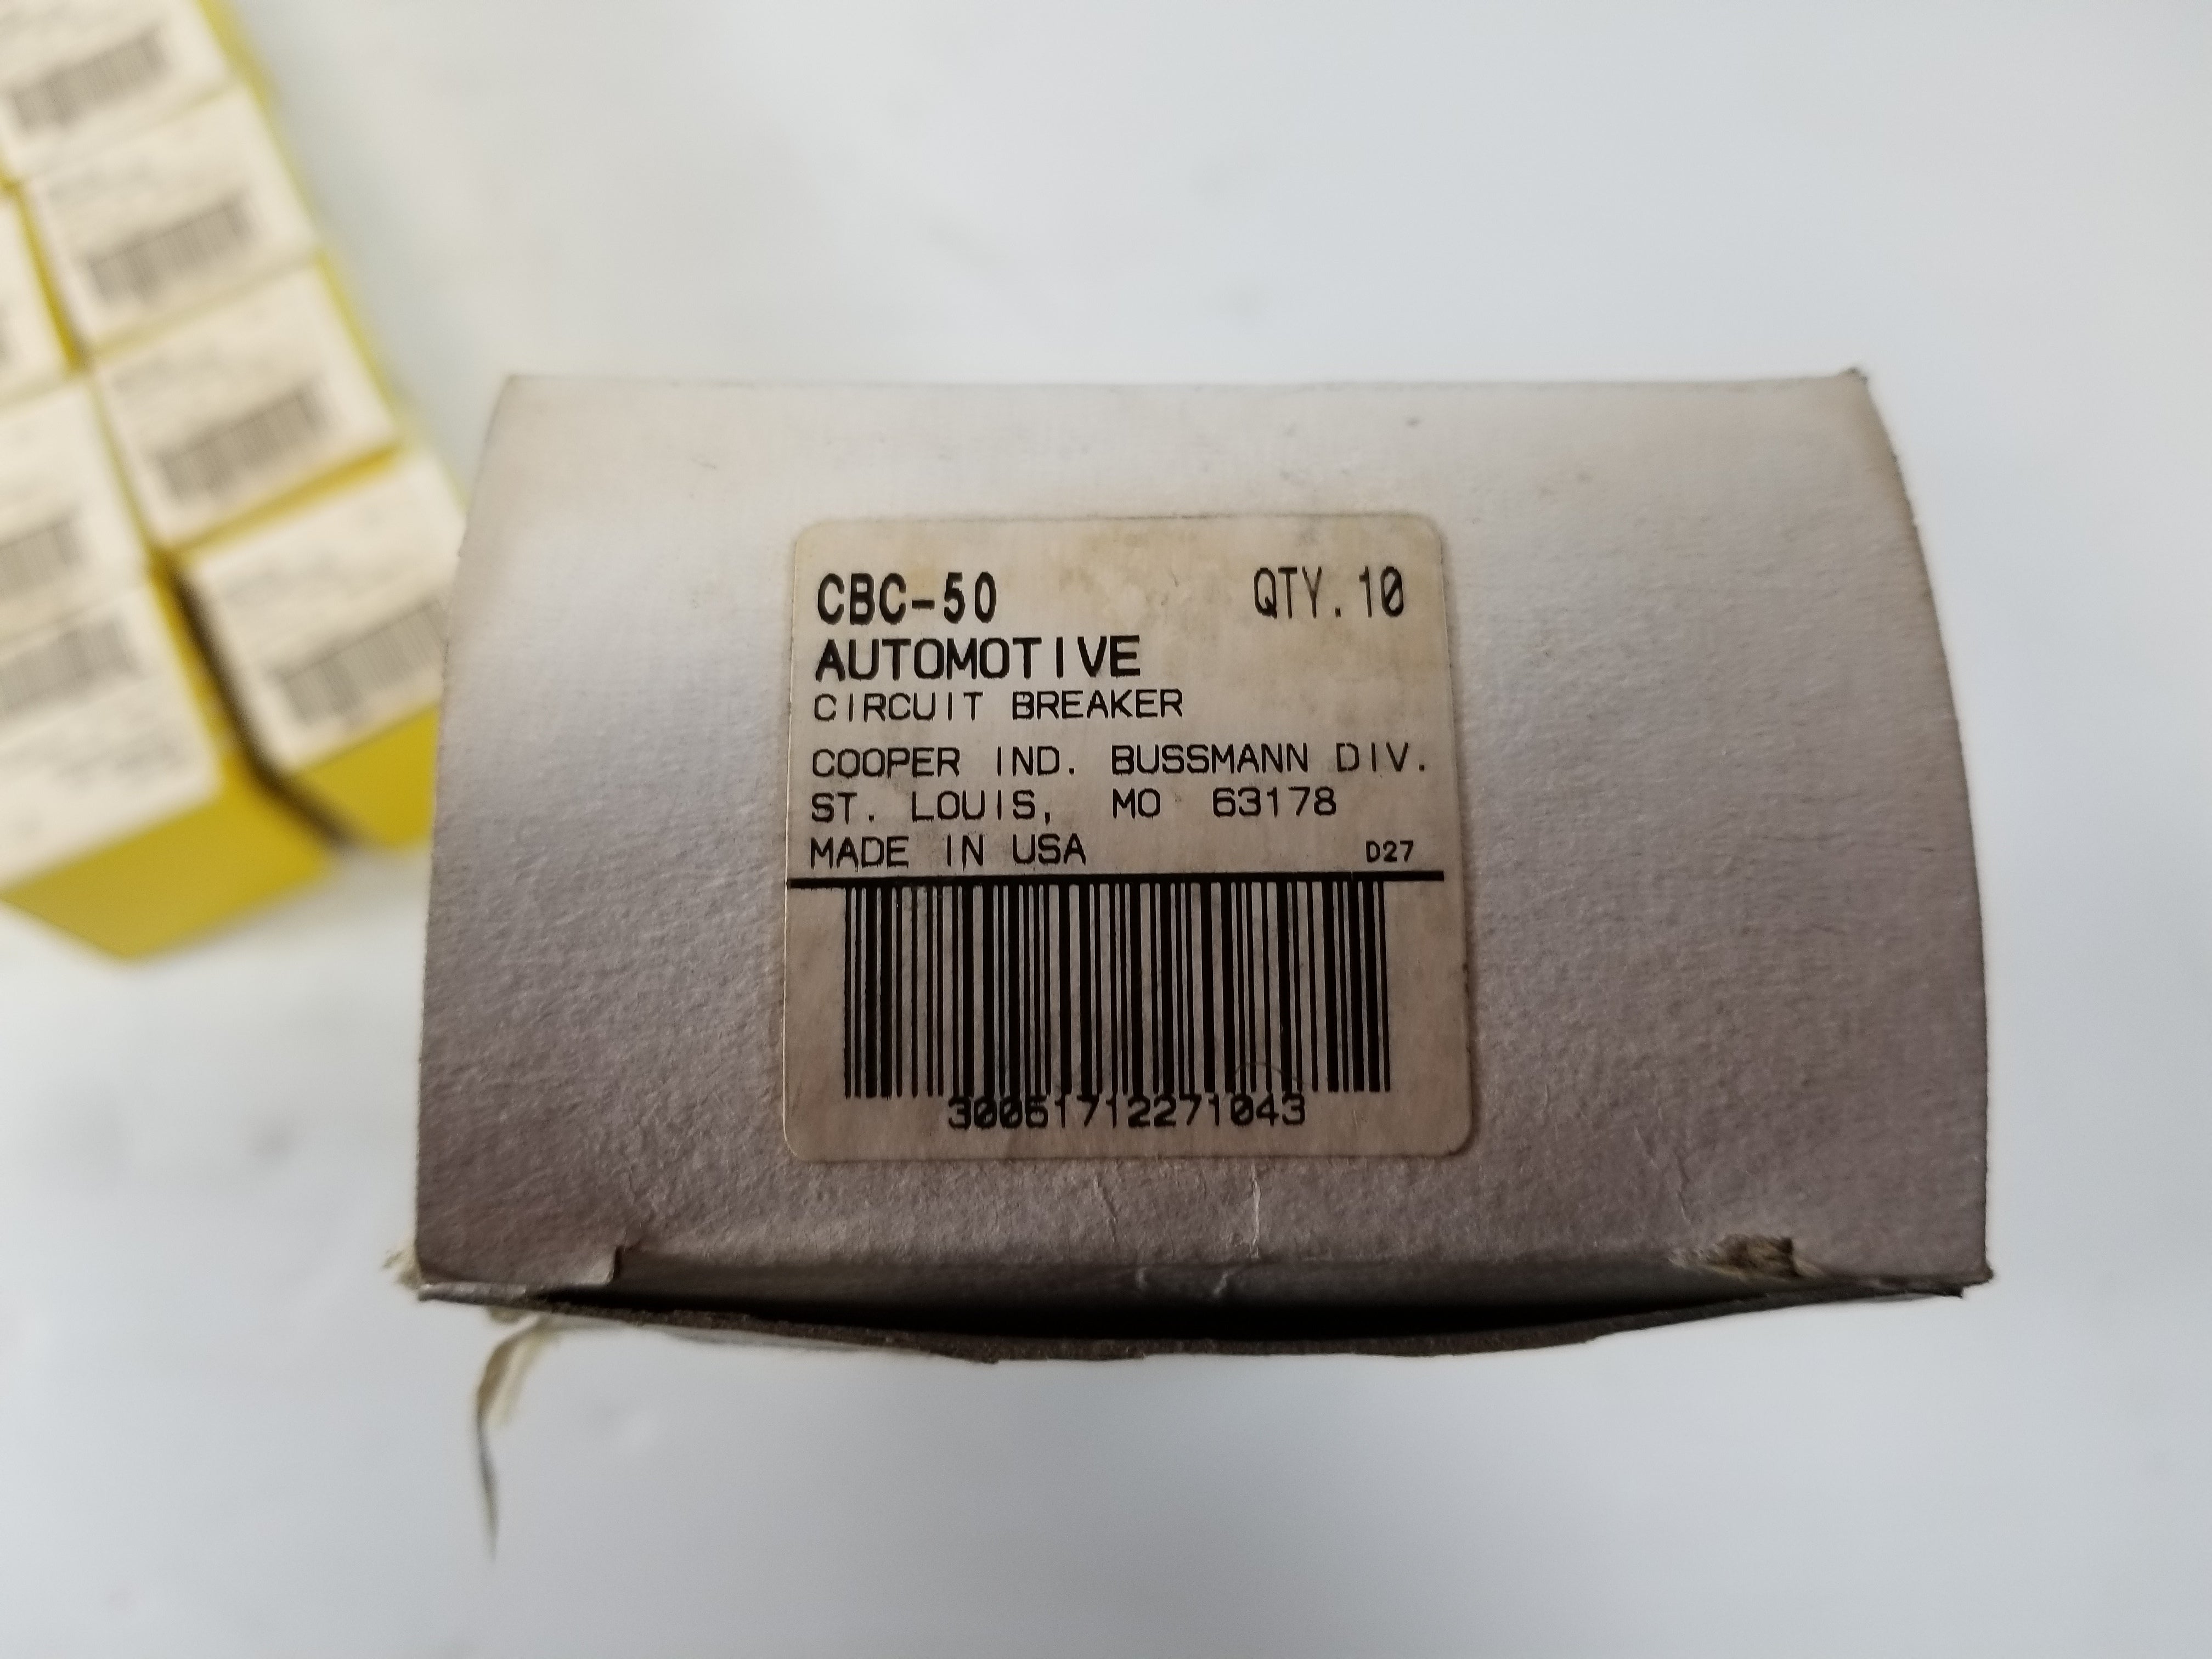 CBC-50 QTY.10
AUTOMOTIVE
CIRCUIT BREAKER
COOPER IND. BUSSMANN DIV.
ST. LOUIS, MO 63178
MADE IN USA D27
30051712271043